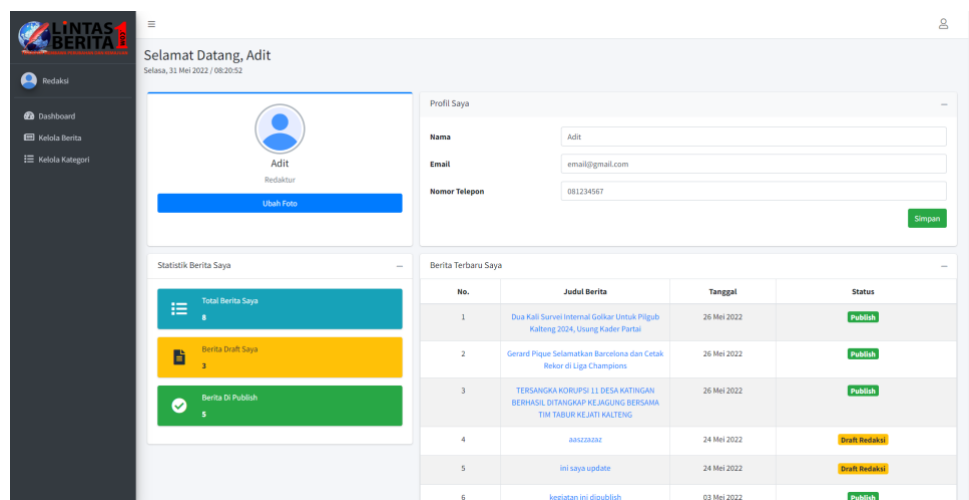 LINTAS
BERITA
1
.COM
Redaksi
Dashboard
Kelola Berita
Kelola Kategori
Selamat Datang, Adit
Selasa, 31 Mei 2022 / 08:20:52
Adit
Redaktur
Ubah Foto
Profil Saya
Nama
Adit
Email
email@gmail.com
Nomor Telepon
081234567
Simpan
Statistik Berita Saya
Total Berita Saya
8
Berita Draft Saya
3
Berita Di Publish
5
Berita Terbaru Saya
No. Judul Berita Tanggal Status
1 Dua Kali Survei Internal Golkar Untuk Pilgub 26 Mei 2022 Publish
Kalteng 2024, Usung Kader Partai
2 Gerard Pique Selamatkan Barcelona dan Cetak 26 Mei 2022 Publish
Rekor di Liga Champions
3 TERSANGKA KORUPSI 11 DESA KATINGAN 26 Mei 2022 Publish
BERHASIL DITANGKAP KEJAGUNG BERSAMA
TIM TABUR KEJATI KALTENG
4 aaszzazaz 24 Mei 2022 Draft Redaksi
5 ini saya update 24 Mei 2022 Draft Redaksi
6 kegiatan ini dipublish 03 Mei 2022 Publish